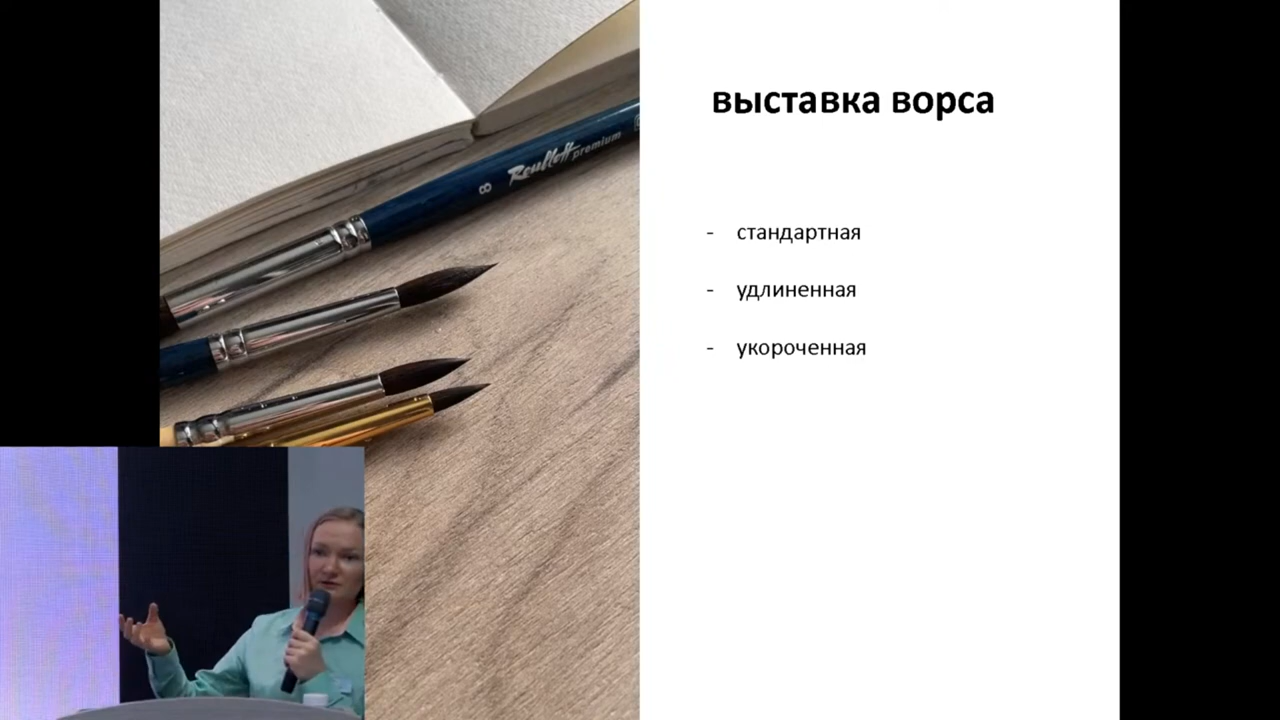 выставка ворса
8 Roubloff premium
- стандартная
- удлиненная
- укороченная